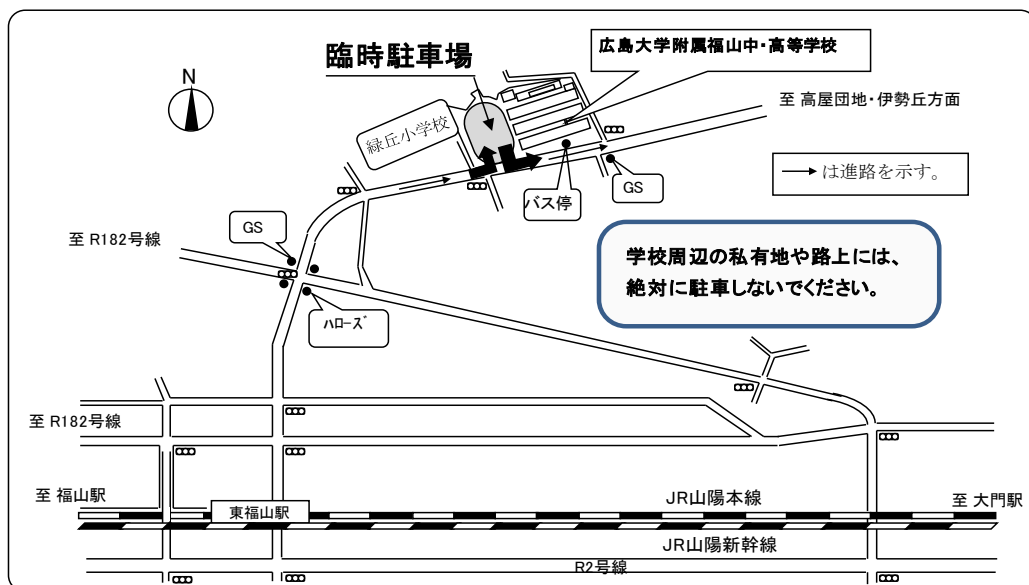 広島大学附属福山中・高等学校
臨時駐車場
N
至 高屋団地・伊勢丘方面
緑丘小学校
→ は進路を示す。
バス停
GS
GS
至 R182号線
学校周辺の私有地や路上には、
絶対に駐車しないでください。
ハローズ
至 R182号線
至 福山駅
東福山駅
JR山陽本線
至 大門駅
JR山陽新幹線
R2号線